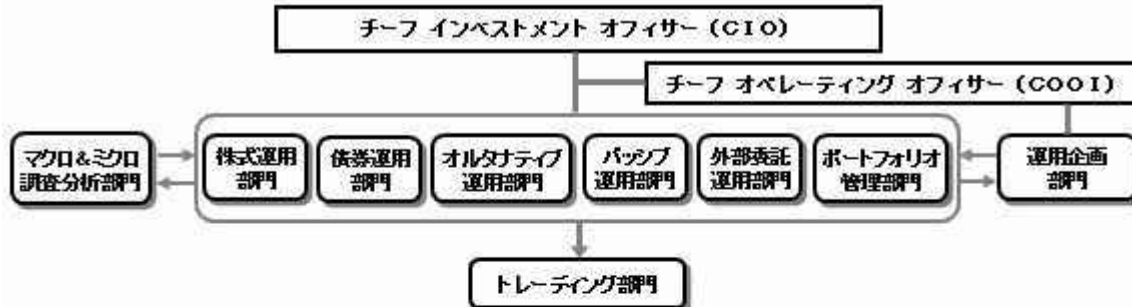 チーフ インベストメント オフィサー (CIO)
チーフ オペレーティング オフィサー (COOI)
マクロ&ミクロ
調査分析部門
株式運用
部門
債券運用
部門
オルタナティブ
運用部門
パッシブ
運用部門
外部委託
運用部門
ポートフォリオ
管理部門
運用企画
部門
トレーディング部門